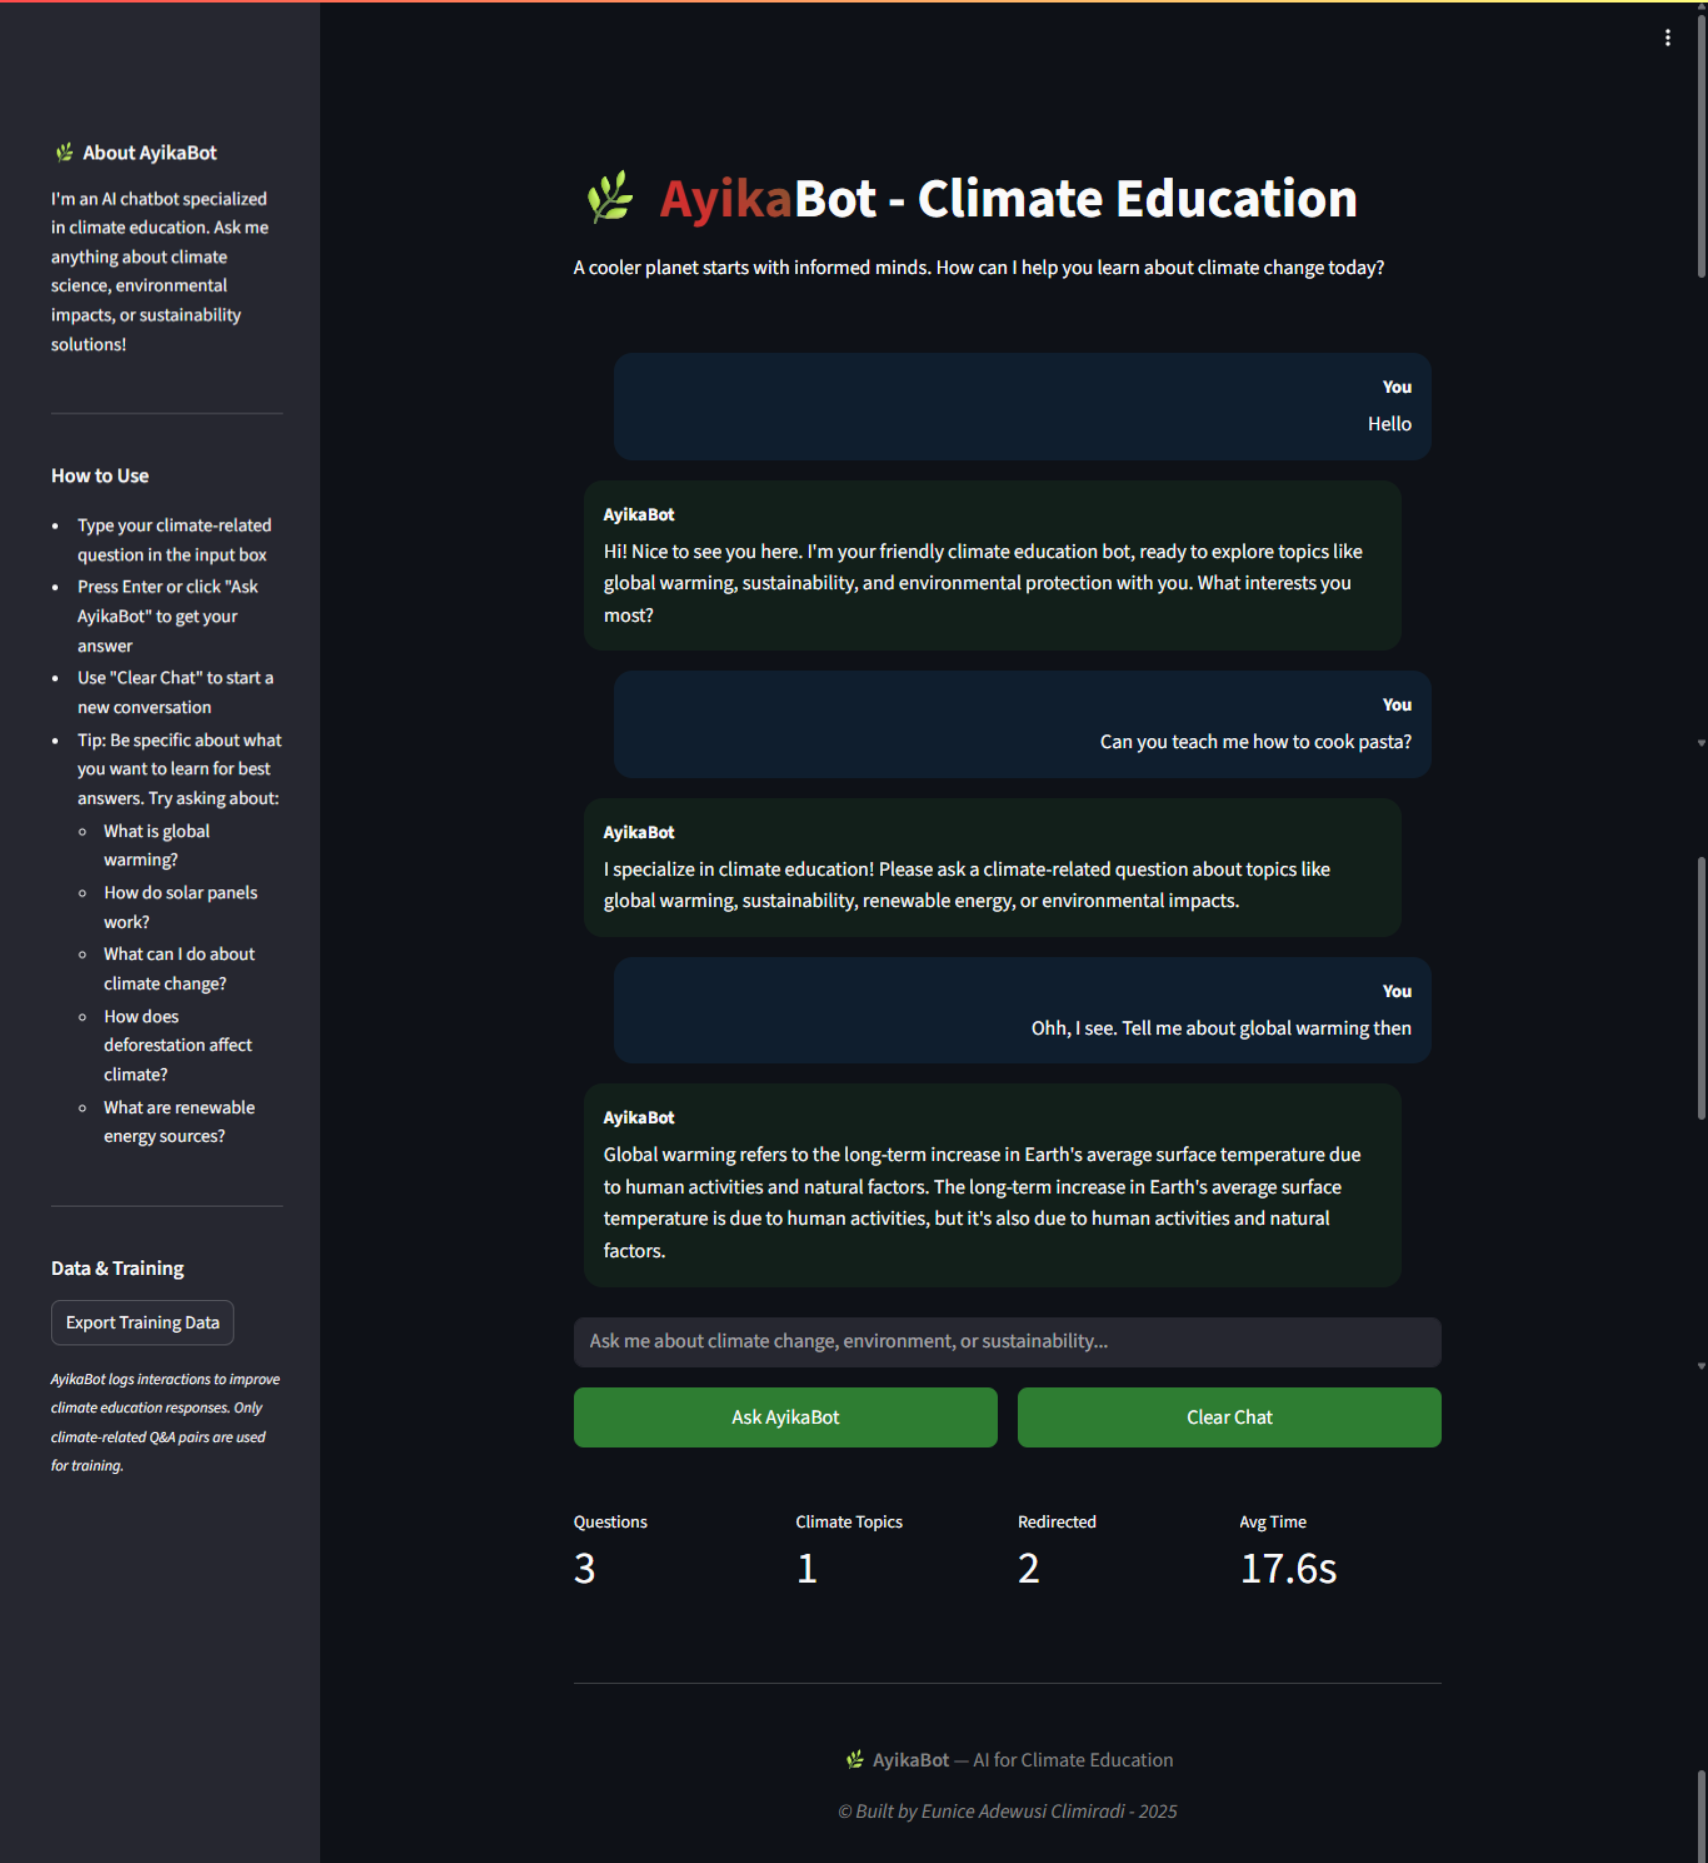 About AyikaBot
I'm an AI chatbot specialized
in climate education. Ask me
anything about climate
science, environmental
impacts, or sustainability
solutions!
How to Use
Type your climate-related
question in the input box
Press Enter or click "Ask
AyikaBot" to get your
answer
Use "Clear Chat" to start a
new conversation
Tip: Be specific about what
you want to learn for best
answers. Try asking about:
What is global
warming?
How do solar panels
work?
What can I do about
climate change?
How does
deforestation affect
climate?
What are renewable
energy sources?
Data & Training
Export Training Data
AyikaBot logs interactions to improve
climate education responses. Only
climate-related Q&A pairs are used
for training.
AyikaBot - Climate Education
A cooler planet starts with informed minds. How can I help you learn about climate change today?
You
Hello
AyikaBot
Hi! Nice to see you here. I'm your friendly climate education bot, ready to explore topics like
global warming, sustainability, and environmental protection with you. What interests you
most?
You
Can you teach me how to cook pasta?
AyikaBot
I specialize in climate education! Please ask a climate-related question about topics like
global warming, sustainability, renewable energy, or environmental impacts.
You
Ohh, I see. Tell me about global warming then
AyikaBot
Global warming refers to the long-term increase in Earth's average surface temperature due
to human activities and natural factors. The long-term increase in Earth's average surface
temperature is due to human activities, but it's also due to human activities and natural
factors.
Ask me about climate change, environment, or sustainability...
Ask AyikaBot
Clear Chat
Questions
3
Climate Topics
1
Redirected
2
Avg Time
17.6s
AyikaBot — AI for Climate Education
© Built by Eunice Adewusi Climiradi - 2025